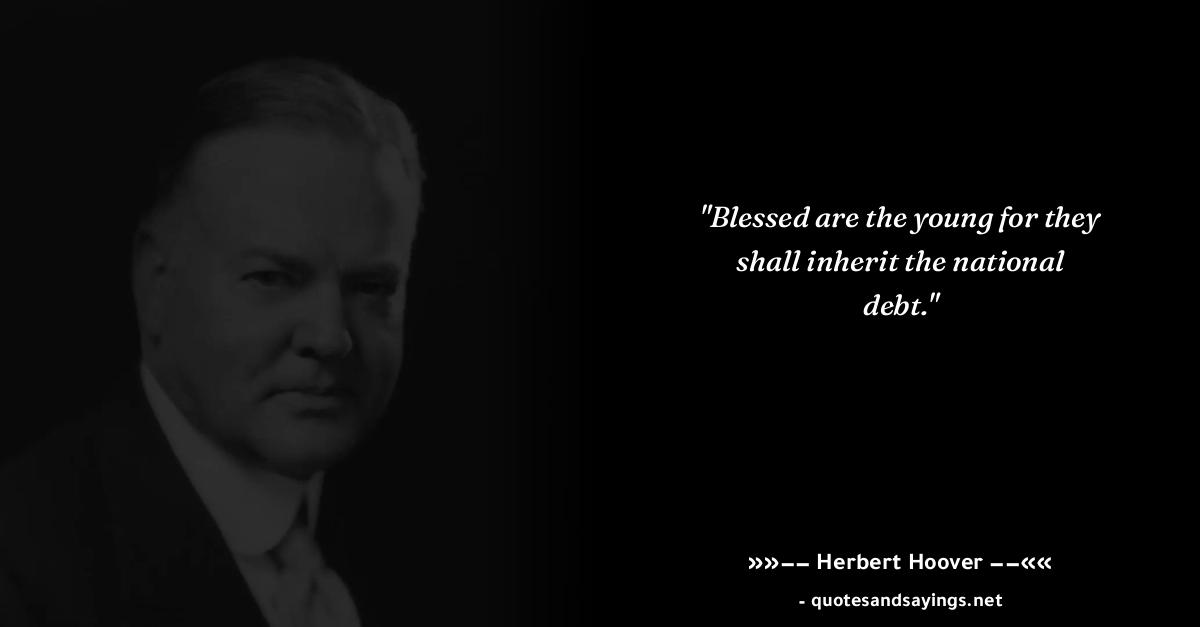 "Blessed are the young for they
shall inherit the national
debt."
»»−− Herbert Hoover −−««
- quotesandsayings.net